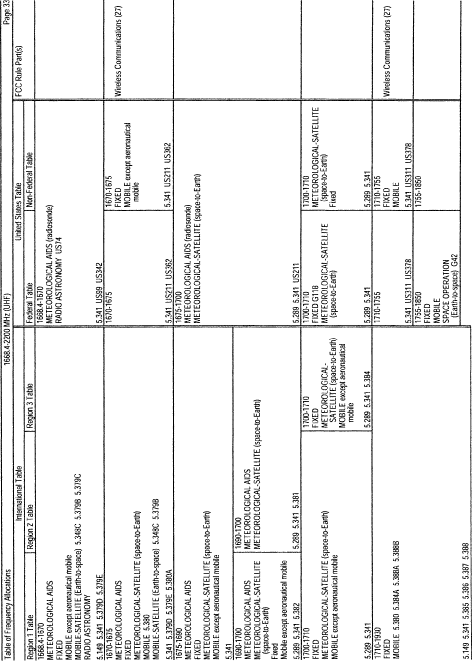 Table of Frequency Allocations
1668.4-2200 MHz (UHF)
Page 33
International Table
United States Table
FCC Rule Part(s)
Region 1 Table
Region 2 Table
Region 3 Table
Federal Table
Non-Federal Table
1668.4-1670
METEOROLOGICAL AIDS
FIXED
MOBILE except aeronautical mobile
MOBILE-SATELLITE (Earth-to-space) 5.348C 5.379B 5.379C
RADIO ASTRONOMY
5.149 5.341 5.379D 5.379E
1668.4-1670
METEOROLOGICAL AIDS (radiosonde)
RADIO ASTRONOMY US74
5.341 US99 US342
1670-1675
METEOROLOGICAL AIDS
FIXED
METEOROLOGICAL-SATELLITE (space-to-Earth)
MOBILE 5.380
MOBILE-SATELLITE (Earth-to-space) 5.348C 5.379B
5.341 5.379D 5.379E 5.380A
1670-1675
5.341 US211 US362
1670-1675
FIXED
MOBILE except aeronautical
mobile
5.341 US211 US362
Wireless Communications (27)
1675-1690
METEOROLOGICAL AIDS
FIXED
METEOROLOGICAL-SATELLITE (space-to-Earth)
MOBILE except aeronautical mobile
5.341
1675-1700
METEOROLOGICAL AIDS (radiosonde)
METEOROLOGICAL-SATELLITE (space-to-Earth)
5.289 5.341 US211
1690-1700
METEOROLOGICAL AIDS
METEOROLOGICAL-SATELLITE
(space-to-Earth)
Fixed
Mobile except aeronautical mobile
5.289 5.341 5.382
1690-1700
METEOROLOGICAL AIDS
METEOROLOGICAL-SATELLITE (space-to-Earth)
5.289 5.341 5.381
1700-1710
FIXED
METEOROLOGICAL-SATELLITE (space-to-Earth)
MOBILE except aeronautical mobile
5.289 5.341
1700-1710
FIXED
METEOROLOGICAL-
SATELLITE (space-to-Earth)
MOBILE except aeronautical
mobile
5.289 5.341 5.384
1700-1710
FIXED G118
METEOROLOGICAL-SATELLITE
(space-to-Earth)
5.289 5.341
1700-1710
METEOROLOGICAL-SATELLITE
(space-to-Earth)
Fixed
5.289 5.341
1710-1930
FIXED
MOBILE 5.380 5.384A 5.388A 5.388B
5.149 5.341 5.385 5.386 5.387 5.388
1710-1755
5.341 US311 US378
1710-1755
FIXED
MOBILE
5.341 US311 US378
Wireless Communications (27)
1755-1850
FIXED
MOBILE
SPACE OPERATION
(Earth-to-space) G42
1755-1850